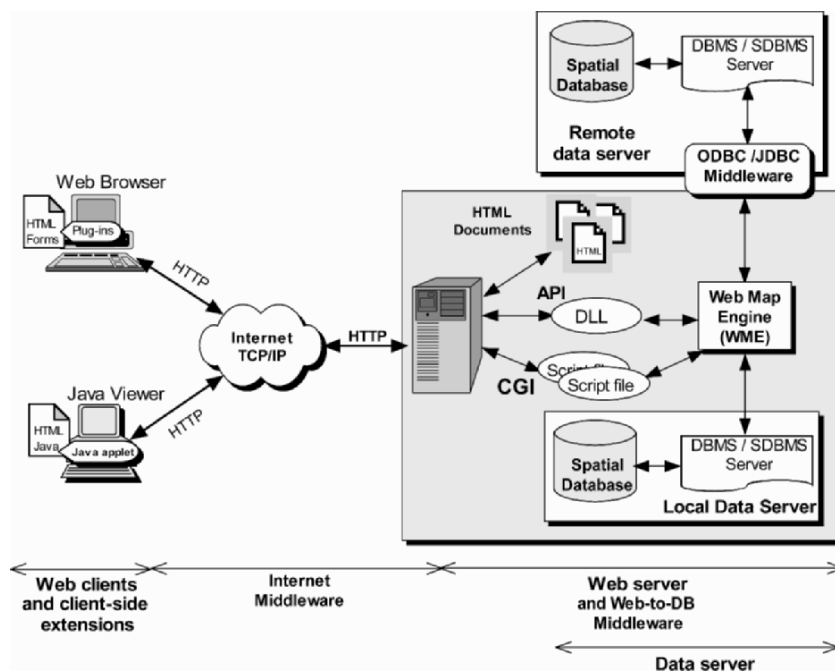 Spatial
Database
DBMS / SDBMS
Server
Remote
data server
ODBC /JDBC
Middleware
Web Browser
HTML
Forms
Plug-ins
HTTP
HTML
Documents
HTML
API
DLL
Web Map
Engine
(WME)
Internet
TCP/IP
HTTP
CGI
Script file
Script file
Java Viewer
HTML
Java
Java applet
HTTP
Spatial
Database
DBMS / SDBMS
Server
Local Data Server
Web clients
and client-side
extensions
Internet
Middleware
Web server
and Web-to-DB
Middleware
Data server